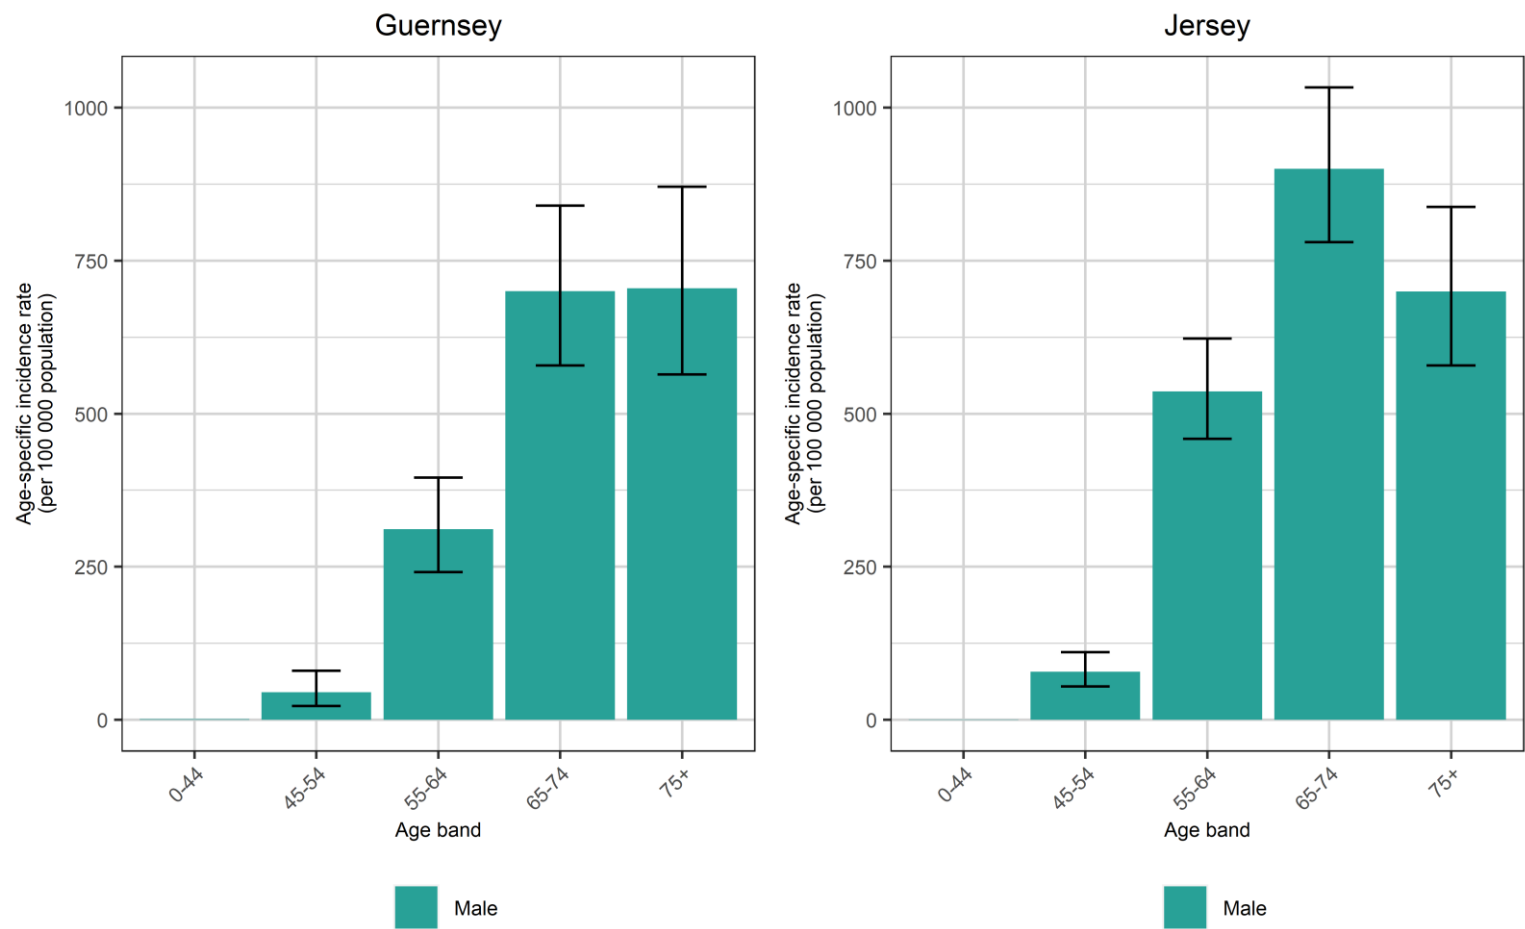 Guernsey
Age-specific incidence rate
(per 100 000 population)
1000
750
500
250
0
0-44
45-54
55-64
65-74
75+
Age band
Male
Jersey
Age-specific incidence rate
(per 100 000 population)
1000
750
500
250
0
0-44
45-54
55-64
65-74
75+
Age band
Male